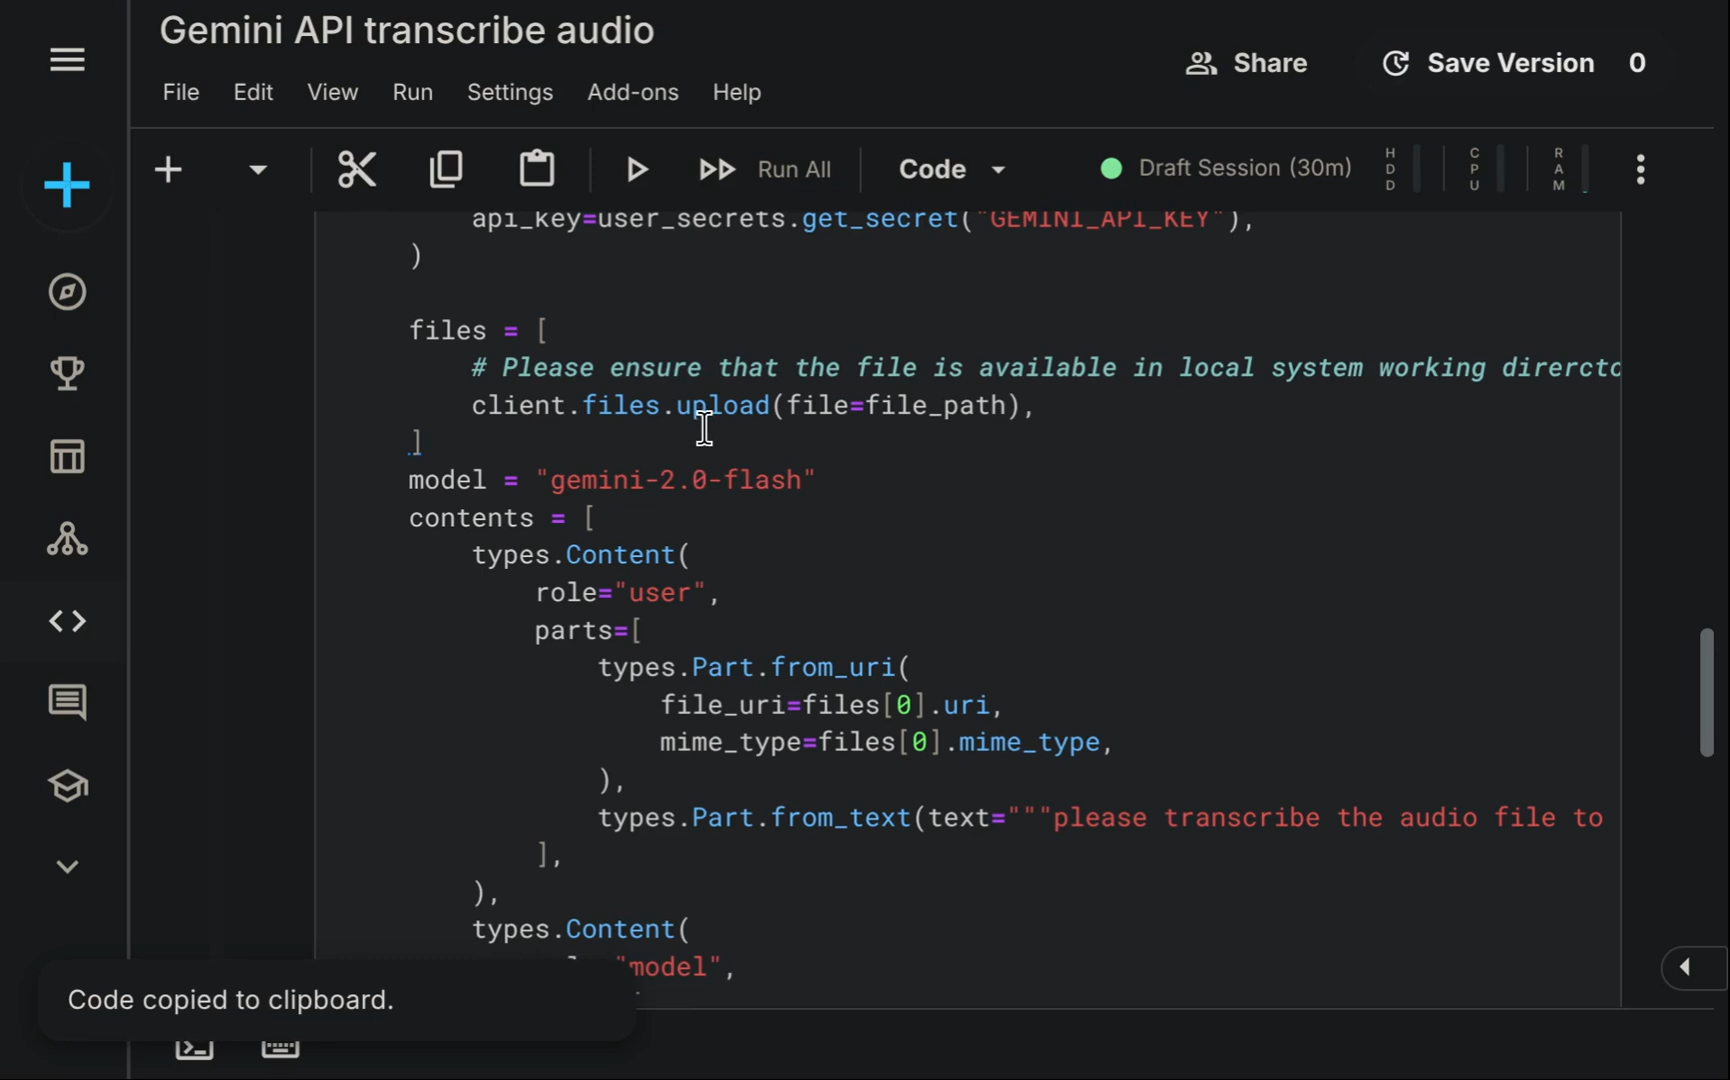 Gemini API transcribe audio
Share
Save Version 0
File Edit View Run Settings Add-ons Help
Run All
Code
Draft Session (30m)
HDD
CPU
RAM
api_key=user_secrets.get_secret("GEMINI_API_KEY"),
)
files = [
# Please ensure that the file is available in local system working dirercto
client.files.upload(file=file_path),
]
model = "gemini-2.0-flash"
contents = [
types.Content(
role="user",
parts=[
types.Part.from_uri(
file_uri=files[0].uri,
mime_type=files[0].mime_type,
),
types.Part.from_text(text="""please transcribe the audio file to
],
),
types.Content(
"model",
Code copied to clipboard.